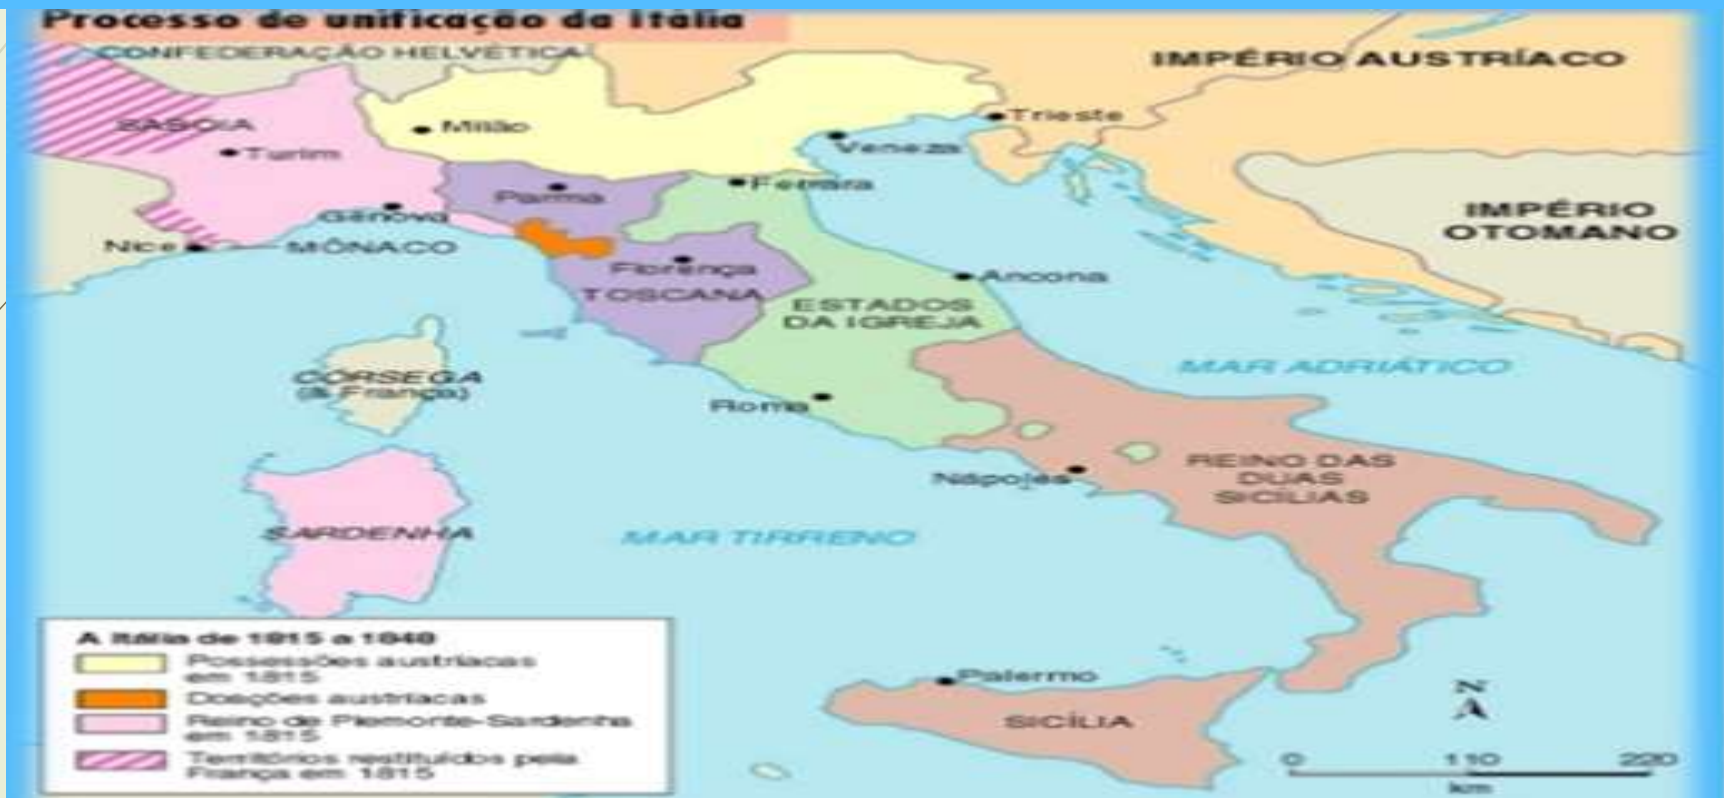 Processo de unificação da Itália
CONFEDERAÇÃO HELVÉTICA
IMPÉRIO AUSTRÍACO
SABOIA
Milão
Trieste
Turim
Veneza
Parma
Ferrara
Gênova
IMPÉRIO
OTOMANO
Nice
MÔNACO
Florença
TOSCANA
Ancona
ESTADOS
DA IGREJA
CORSEGA
(à França)
MAR ADRIÁTICO
Roma
Nápoles
REINO DAS
DUAS
SICÍLIAS
SARDENHA
MAR TIRRENO
A Itália de 1815 a
Possessões austríacas
em 1815
Doações austríacas
Reino de Piemonte-Sardenha
em 1815
Territórios restituídos pela
França em 1815
Palermo
SICÍLIA
N
0 110 220
km